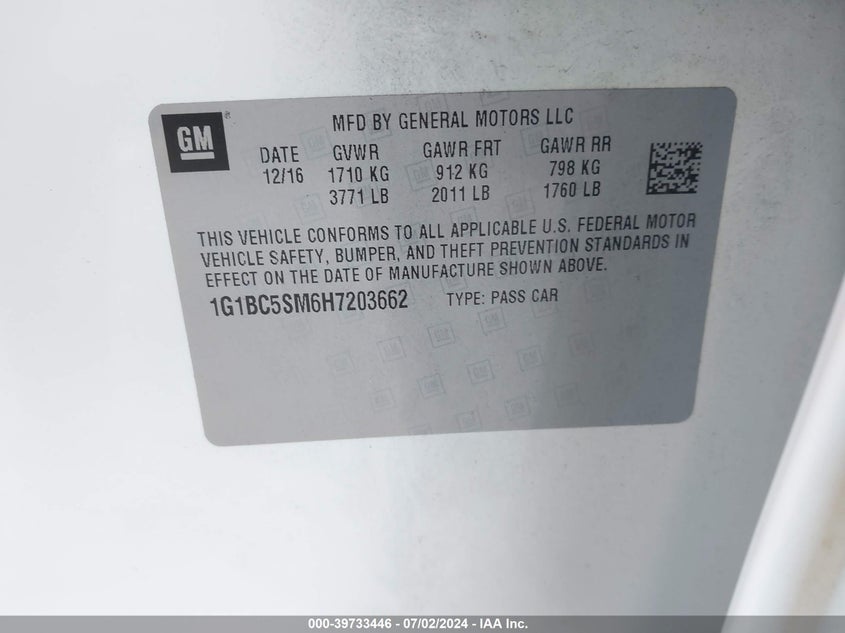 GM
MFD BY GENERAL MOTORS LLC
DATE GVWR GAWR FRT GAWR RR
12/16 1710 KG 912 KG 798 KG
3771 LB 2011 LB 1760 LB
THIS VEHICLE CONFORMS TO ALL APPLICABLE U.S. FEDERAL MOTOR
VEHICLE SAFETY, BUMPER, AND THEFT PREVENTION STANDARDS IN
EFFECT ON THE DATE OF MANUFACTURE SHOWN ABOVE.
1G1BC5SM6H7203662 TYPE: PASS CAR
000-39733446 - 07/02/2024 - IAA Inc.